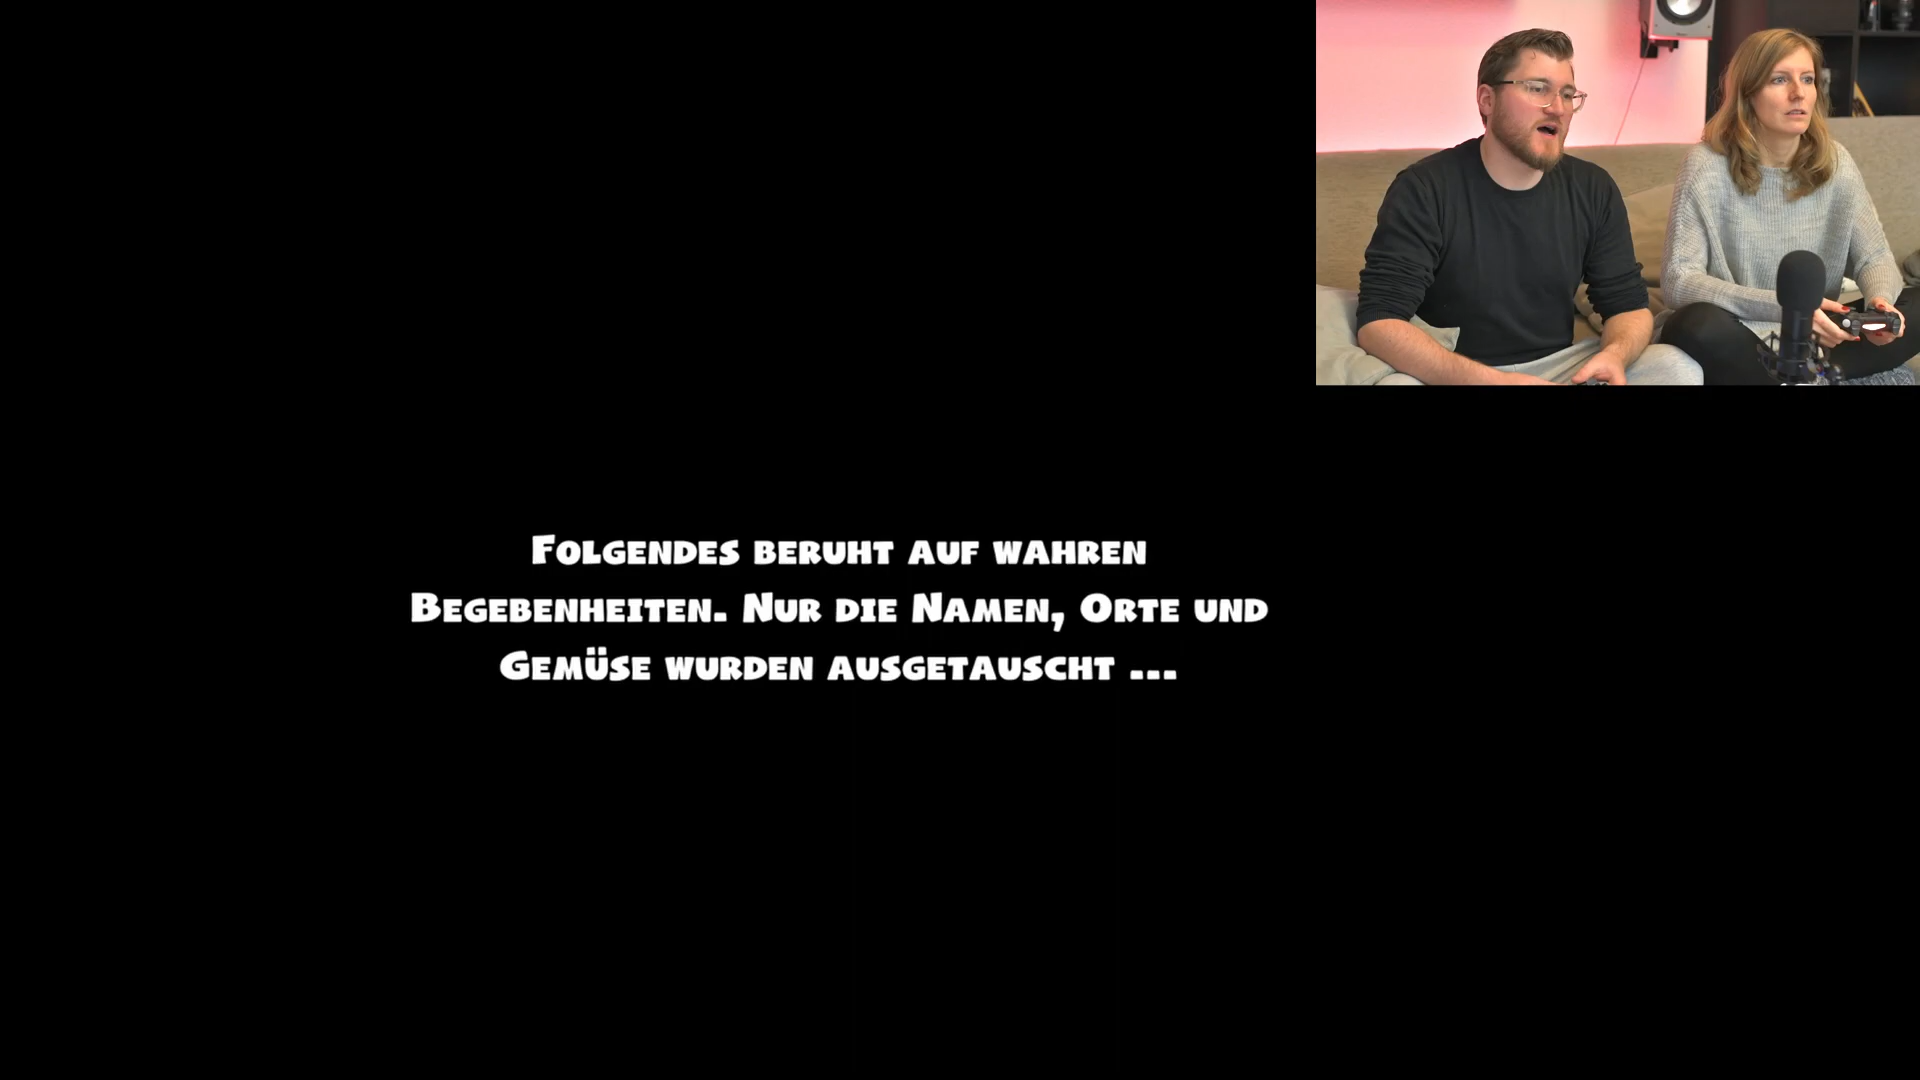 Folgendes beruht auf wahren
Begebenheiten. Nur die Namen, Orte und
Gemüse wurden ausgetauscht ...